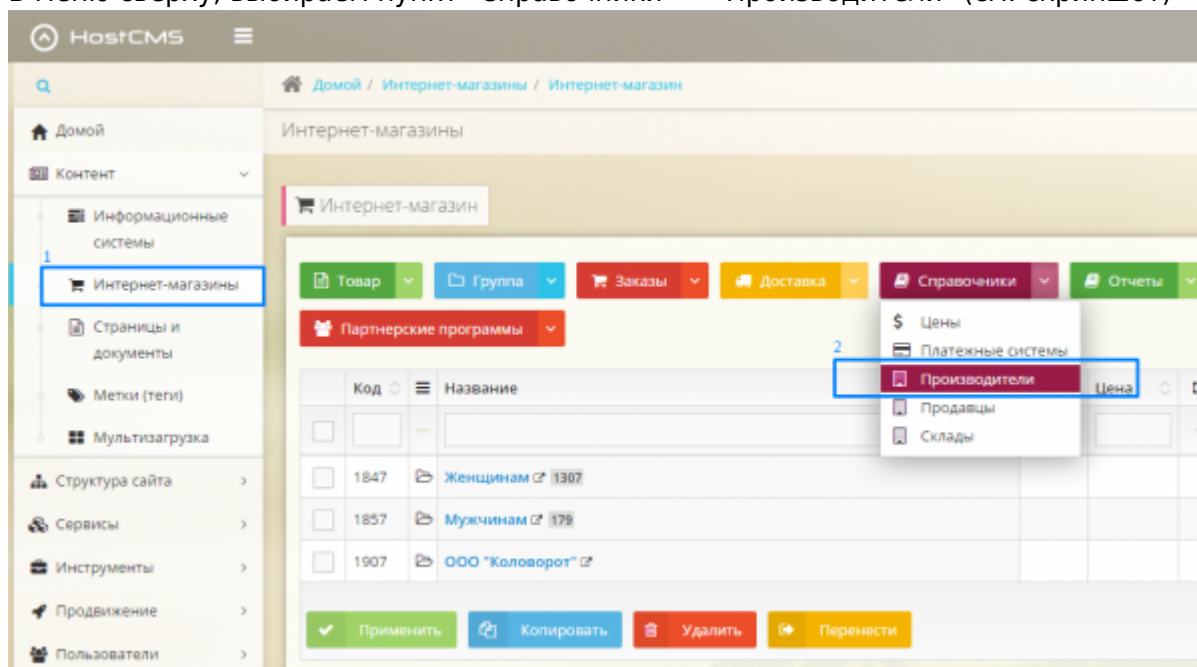 HostCMS
Домой / Интернет-магазины / Интернет-магазин
Домой
Интернет-магазины
Контент
Интернет-магазин
Информационные
системы
1
Интернет-магазины
Товар
Группа
Заказы
Доставка
Справочники
Отчеты
Страницы и
документы
Партнерские программы
$ Цены
2
Платежные системы
Метки (теги)
Код
Название
Производители
Цена
Продавцы
Мультизагрузка
Склады
Структура сайта
1847 Женщинам 1307
Сервисы
1857 Мужчинам 179
Инструменты
1907 ООО "Коловорот"
Продвижение
Применить
Копировать
Удалить
Перенести
Пользователи